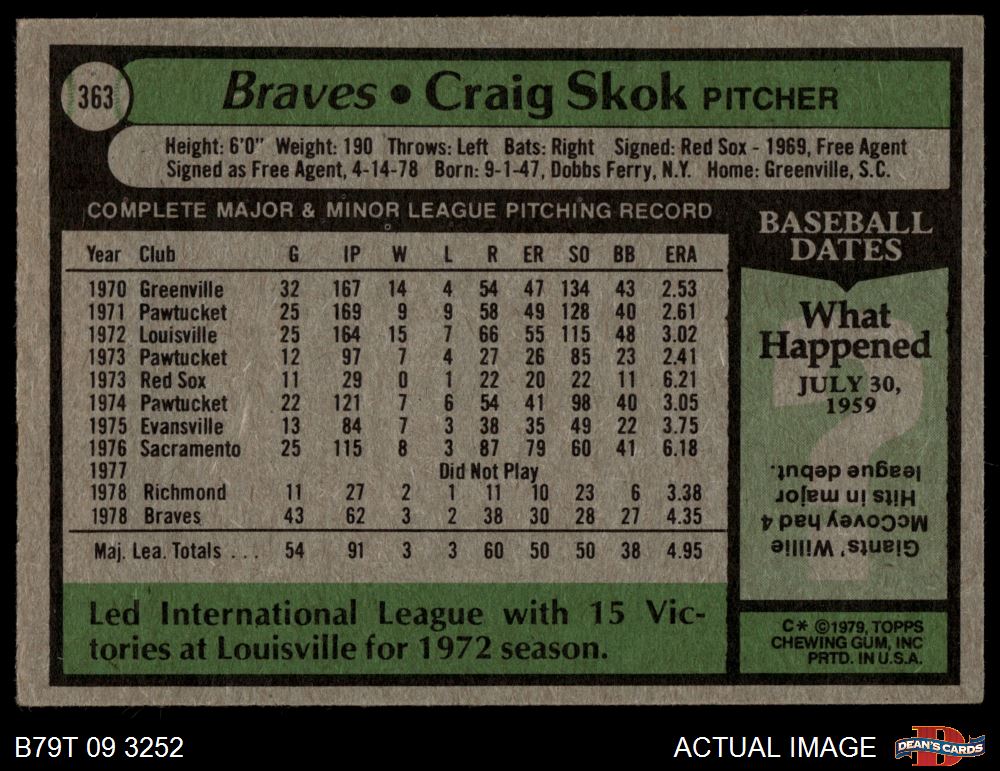 363
Braves • Craig Skok PITCHER
Height: 6'0" Weight: 190 Throws: Left Bats: Right Signed: Red Sox - 1969, Free Agent
Signed as Free Agent, 4-14-78 Born: 9-1-47, Dobbs Ferry, N.Y. Home: Greenville, S.C.
COMPLETE MAJOR & MINOR LEAGUE PITCHING RECORD
Year Club G IP W L R ER SO BB ERA
1970 Greenville 32 167 14 4 54 47 134 43 2.53
1971 Pawtucket 25 169 9 9 58 49 128 40 2.61
1972 Louisville 25 164 15 7 66 55 115 48 3.02
1973 Pawtucket 12 97 7 4 27 26 85 23 2.41
1973 Red Sox 11 29 0 1 22 20 22 11 6.21
1974 Pawtucket 22 121 7 6 54 41 98 40 3.05
1975 Evansville 13 84 7 3 38 35 49 22 3.75
1976 Sacramento 25 115 8 3 87 79 60 41 6.18
1977 Did Not Play
1978 Richmond 11 27 2 1 11 10 23 6 3.38
1978 Braves 43 62 3 2 38 30 28 27 4.35
Maj. Lea. Totals . . . 54 91 3 3 60 50 50 38 4.95
Led International League with 15 Vic-
tories at Louisville for 1972 season.
BASEBALL
DATES
What
Happened
JULY 30,
1959
?
Giants' Willie
McCovey had 4
Hits in major
league debut.
C* ©1979, TOPPS
CHEWING GUM, INC
PRTD. IN U.S.A.
B79T 09 3252
ACTUAL IMAGE
D
DEAN'S CARDS